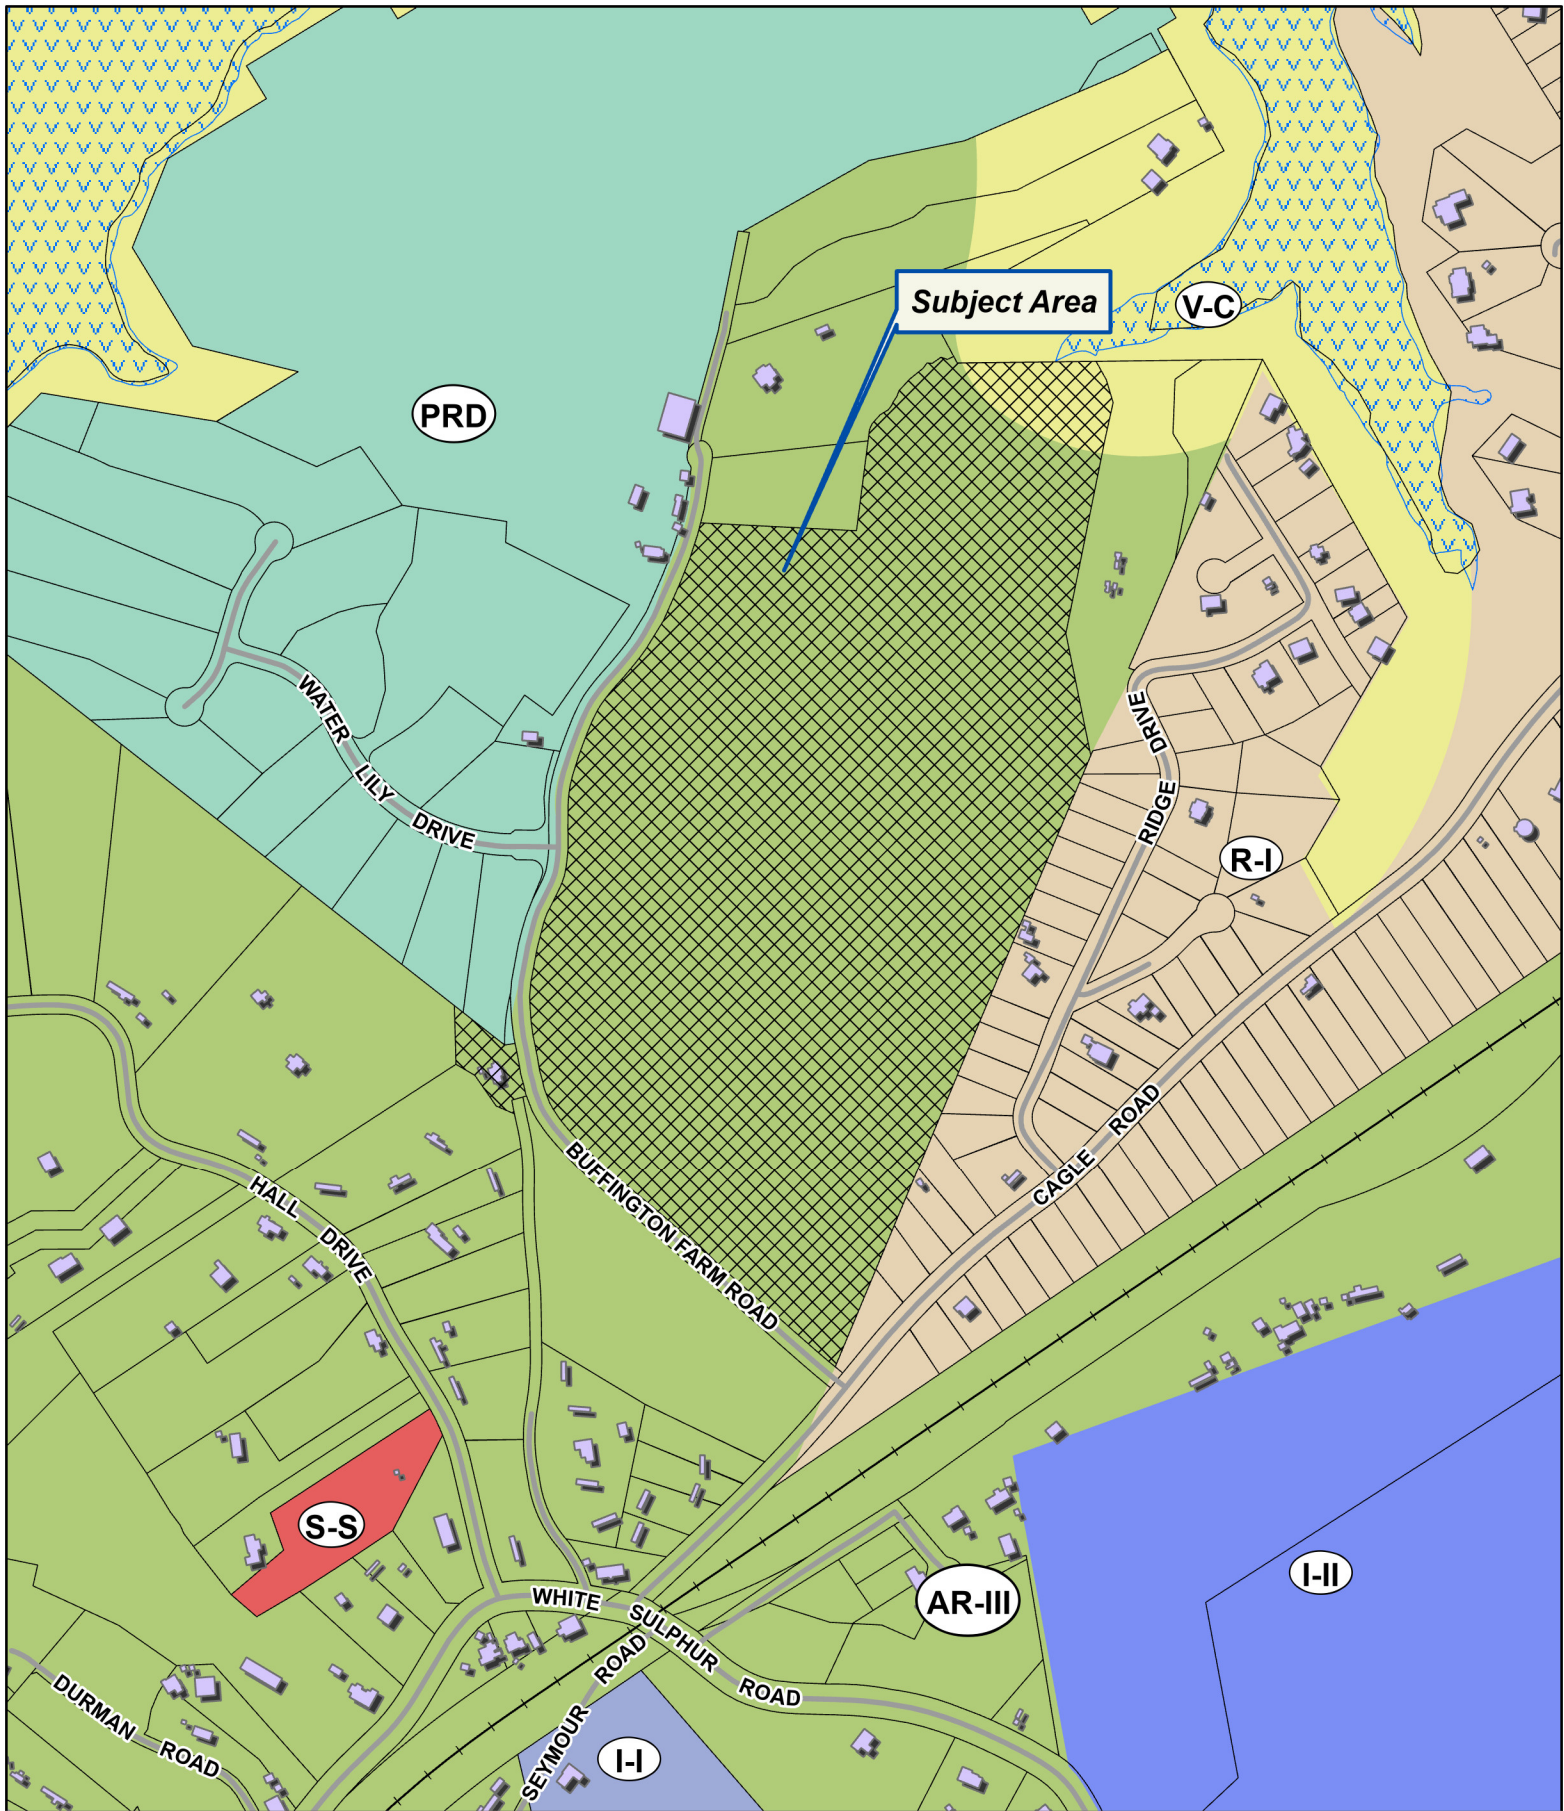 Subject Area
V-C
PRD
WATER LILY DRIVE
RIDGE DRIVE
R-I
CAGLE ROAD
BUFFINGTON FARM ROAD
HALL DRIVE
S-S
WHITE SULPHUR ROAD
AR-III
I-II
SEYMOUR ROAD
DURMAN ROAD
I-I